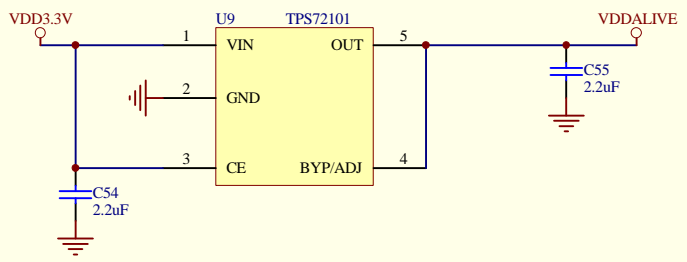 VDD3.3V
U9 TPS72101
VDDALIVE
1 VIN OUT 5
C55
2.2uF
2 GND
3 CE BYP/ADJ 4
C54
2.2uF